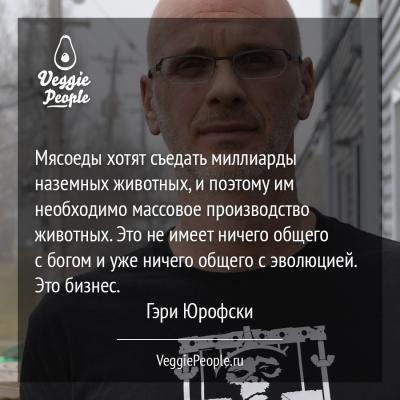 Veggie
People
Мясоеды хотят съедать миллиарды
наземных животных, и поэтому им
необходимо массовое производство
животных. Это не имеет ничего общего
с богом и уже ничего общего с эволюцией.
Это бизнес.
Гэри Юрофски
VeggiePeople.ru